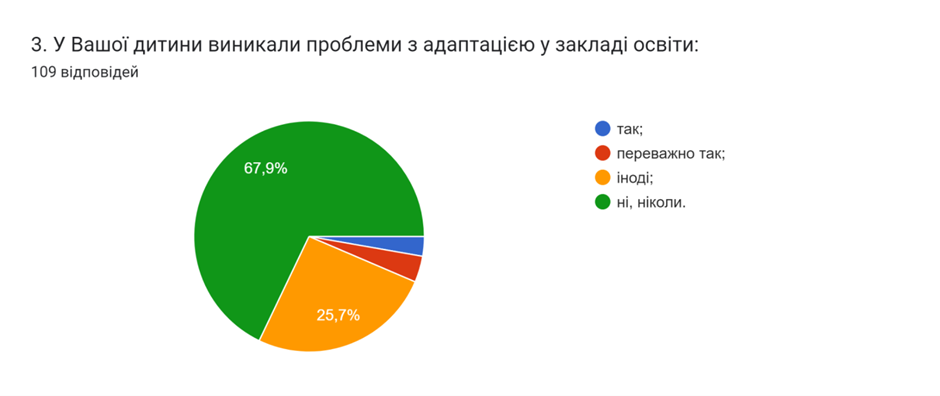 3. У Вашої дитини виникали проблеми з адаптацією у закладі освіти:
109 відповідей
67,9%
25,7%
так;
переважно так;
іноді;
ні, ніколи.